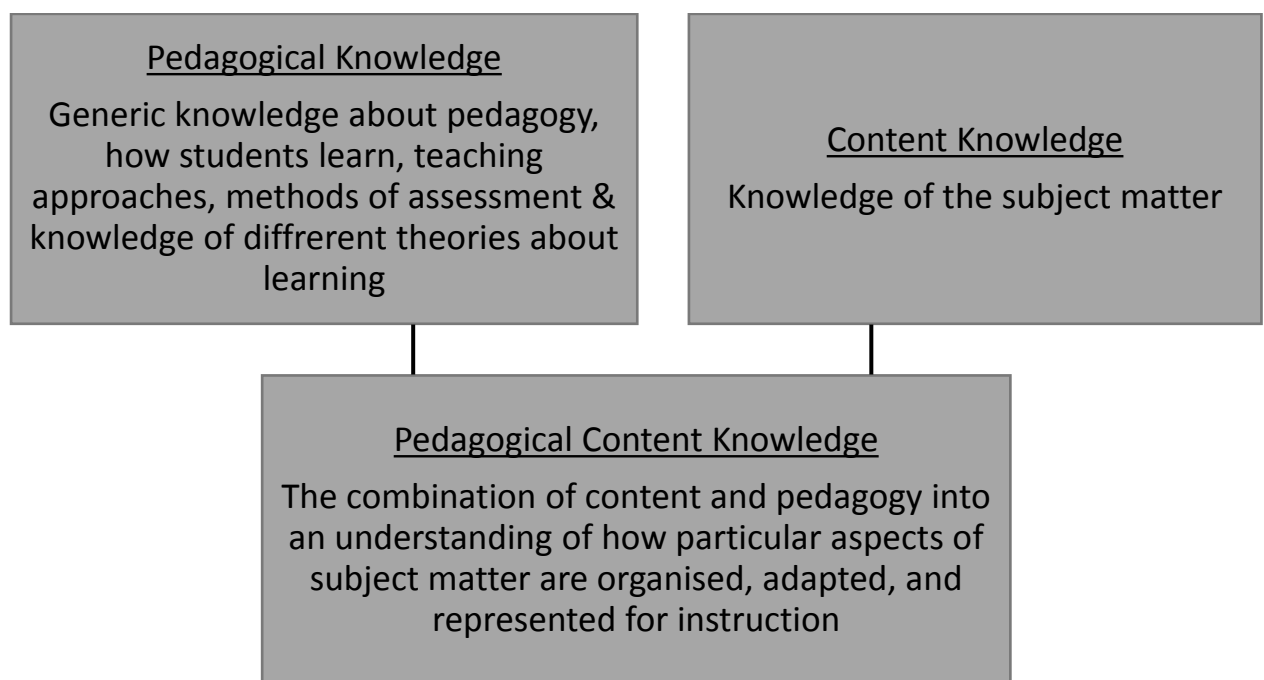 Pedagogical Knowledge
Generic knowledge about pedagogy,
how students learn, teaching
approaches, methods of assessment &
knowledge of diffrerent theories about
learning
Content Knowledge
Knowledge of the subject matter
Pedagogical Content Knowledge
The combination of content and pedagogy into
an understanding of how particular aspects of
subject matter are organised, adapted, and
represented for instruction